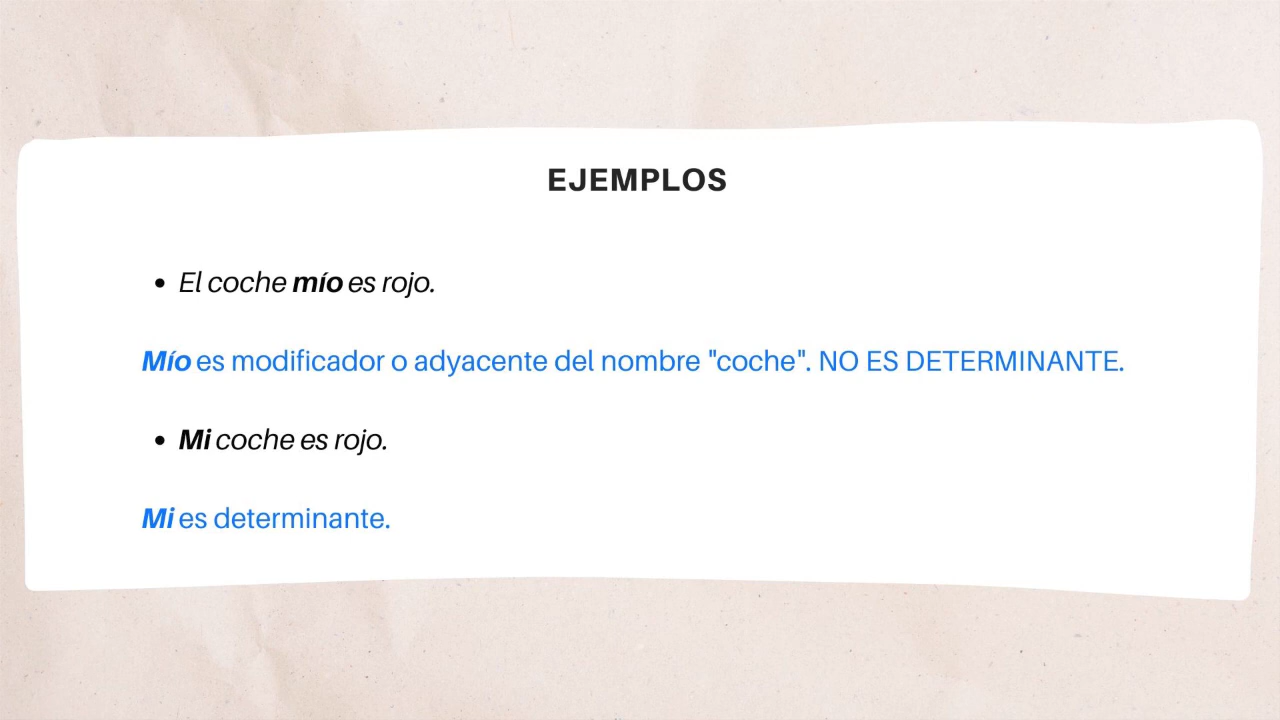 EJEMPLOS
• El coche mío es rojo.
Mío es modificador o adyacente del nombre "coche". NO ES DETERMINANTE.
• Mi coche es rojo.
Mi es determinante.